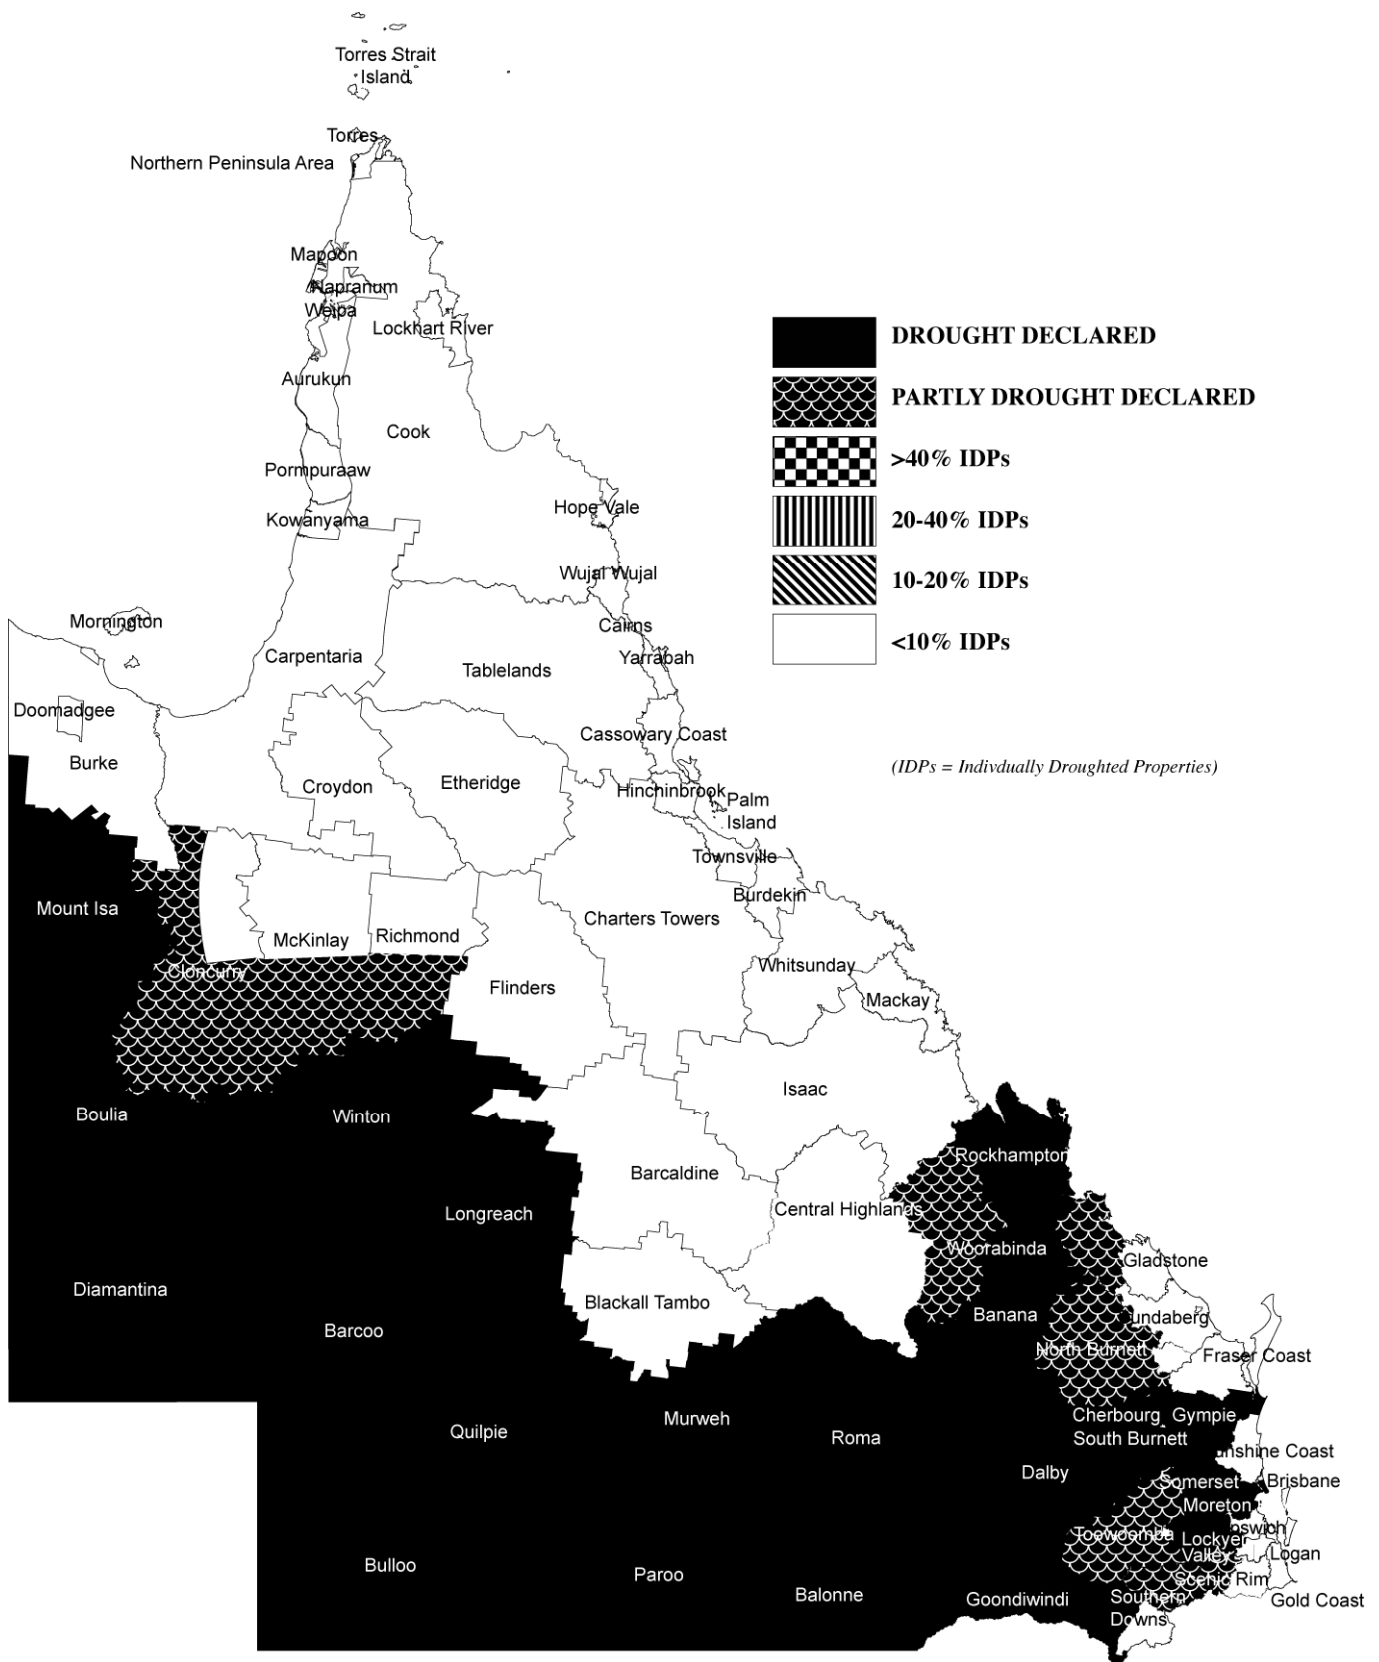 Torres Strait
Island
Torres
Northern Peninsula Area
Mapoon
Napranum
Weipa
Lockhart River
DROUGHT DECLARED
Aurukun
PARTLY DROUGHT DECLARED
Cook
>40% IDPs
Pormpuraaw
Hope Vale
Kowanyama
20-40% IDPs
Wujal Wujal
10-20% IDPs
Mornington
Cairns
<10% IDPs
Carpentaria
Yarrabah
Tablelands
Doomadgee
Cassowary Coast
Burke
(IDPs = Indivdually Droughted Properties)
Croydon
Etheridge
Hinchinbrook
Palm
Island
Townsville
Burdekin
Mount Isa
Charters Towers
McKinlay
Richmond
Cloncurry
Whitsunday
Flinders
Mackay
Isaac
Boulia
Winton
Rockhampton
Barcaldine
Longreach
Central Highlands
Woorabinda
Gladstone
Diamantina
Blackall Tambo
Banana
undaberg
Barcoo
North Burnett
Fraser Coast
Murweh
Cherbourg
Gympie
Quilpie
Roma
South Burnett
unshine Coast
Dalby
Somerset
Brisbane
Moreton
Toowoomba
pswich
Lockyer
Valley
Logan
Bulloo
Paroo
Scenic Rim
Balonne
Goondiwindi
Southern
Downs
Gold Coast